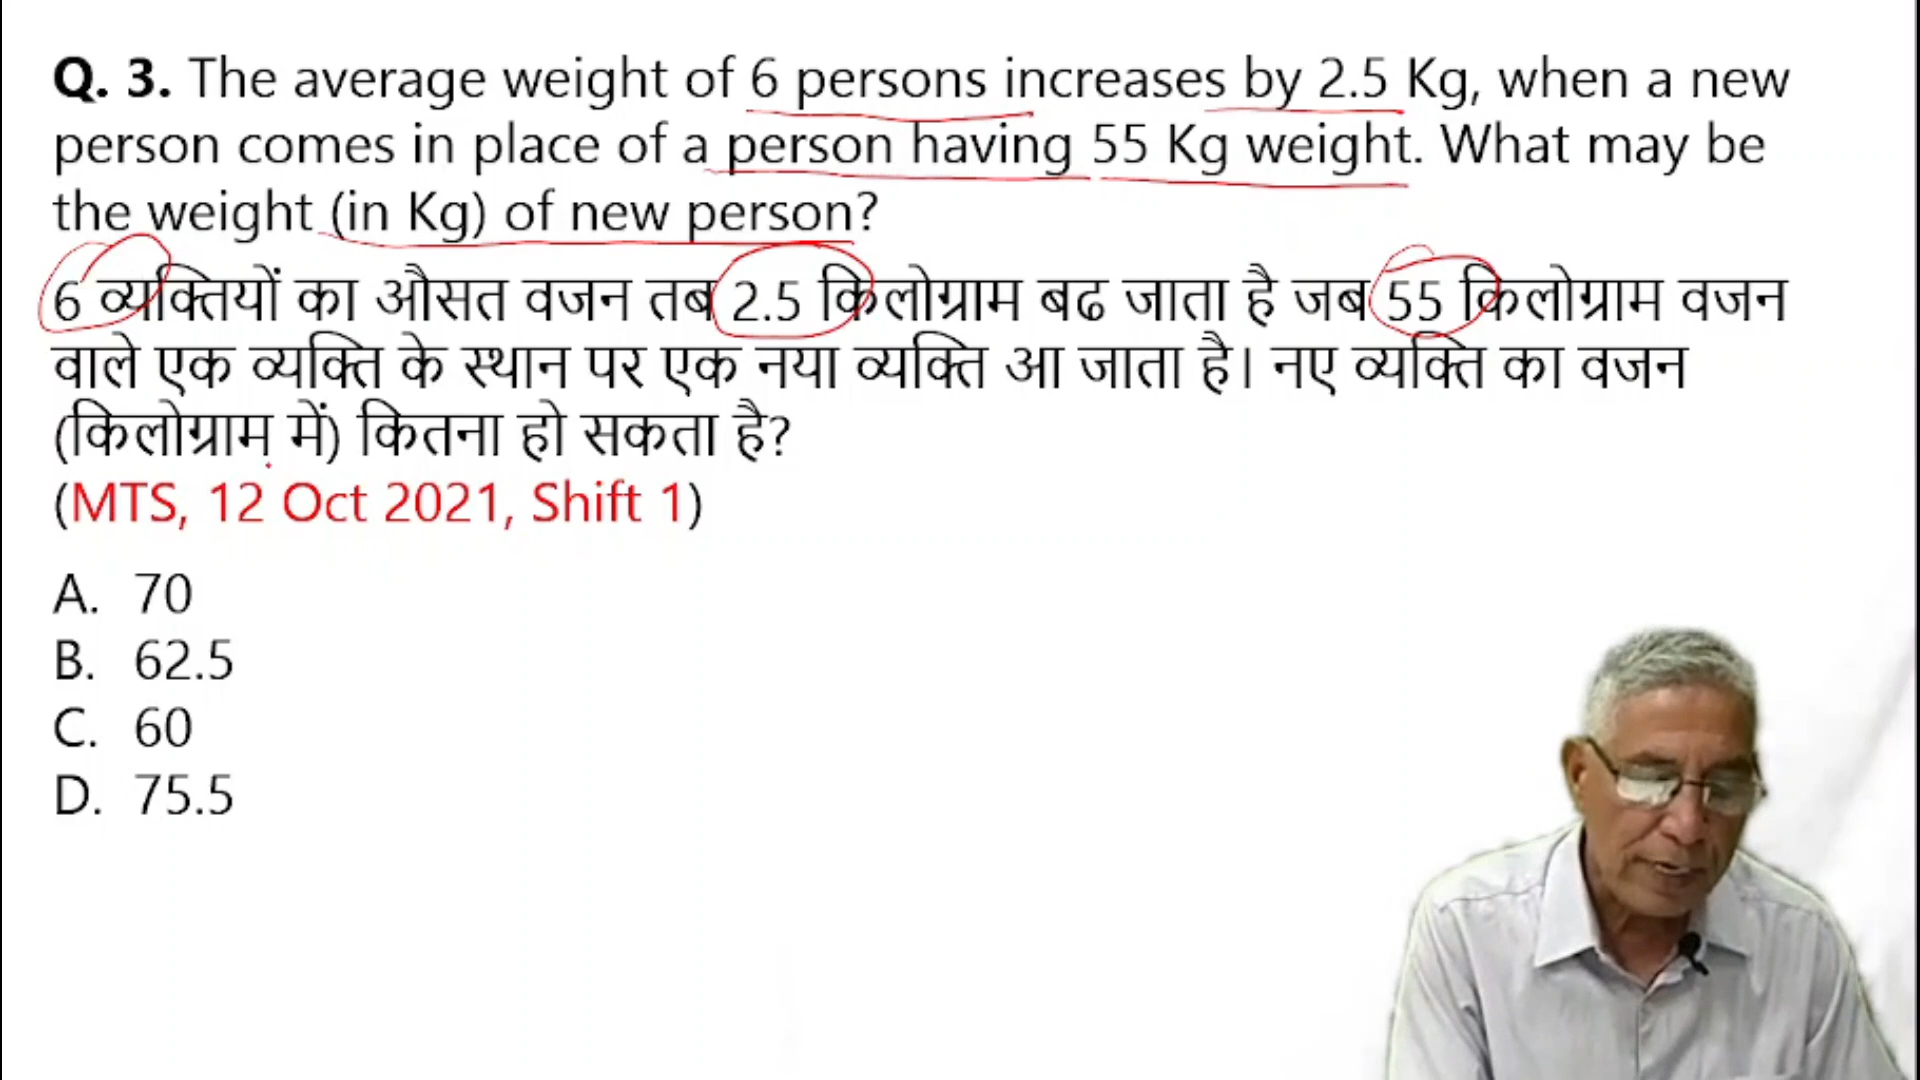 Q. 3. The average weight of 6 persons increases by 2.5 Kg, when a new
person comes in place of a person having 55 Kg weight. What may be
the weight (in Kg) of new person?
6 व्यक्तियों का औसत वजन तब 2.5 किलोग्राम बढ जाता है जब 55 किलोग्राम वजन
वाले एक व्यक्ति के स्थान पर एक नया व्यक्ति आ जाता है। नए व्यक्ति का वजन
(किलोग्राम में) कितना हो सकता है?
(MTS, 12 Oct 2021, Shift 1)
A. 70
B. 62.5
C. 60
D. 75.5